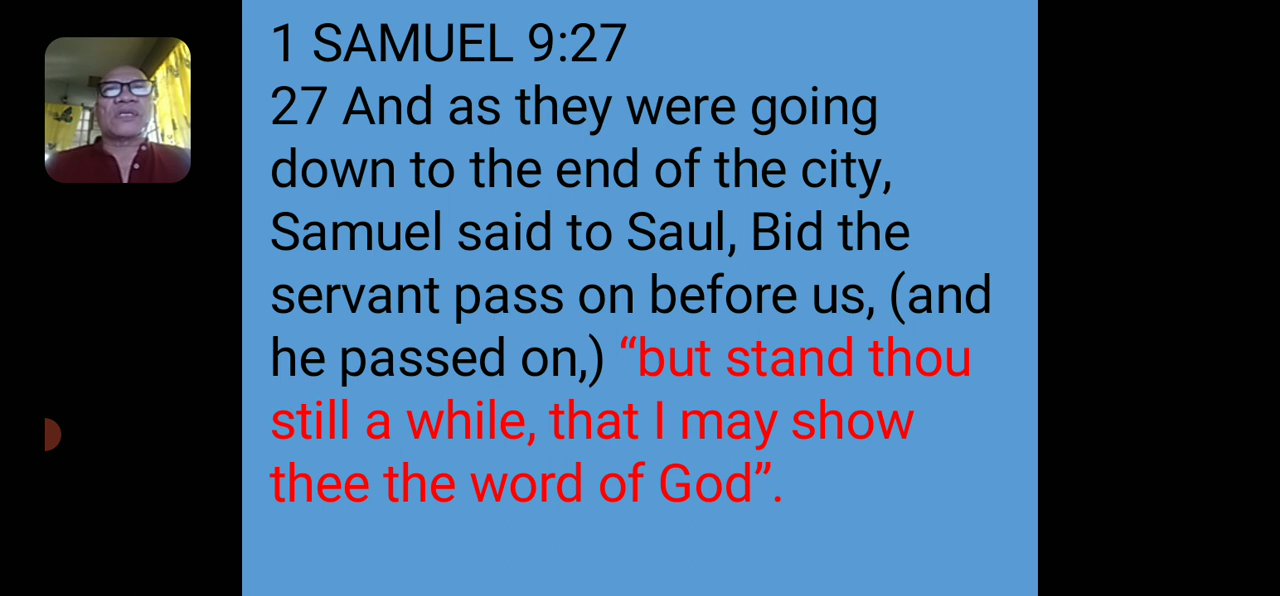 1 SAMUEL 9:27
27 And as they were going
down to the end of the city,
Samuel said to Saul, Bid the
servant pass on before us, (and
he passed on,) “but stand thou
still a while, that I may show
thee the word of God”.